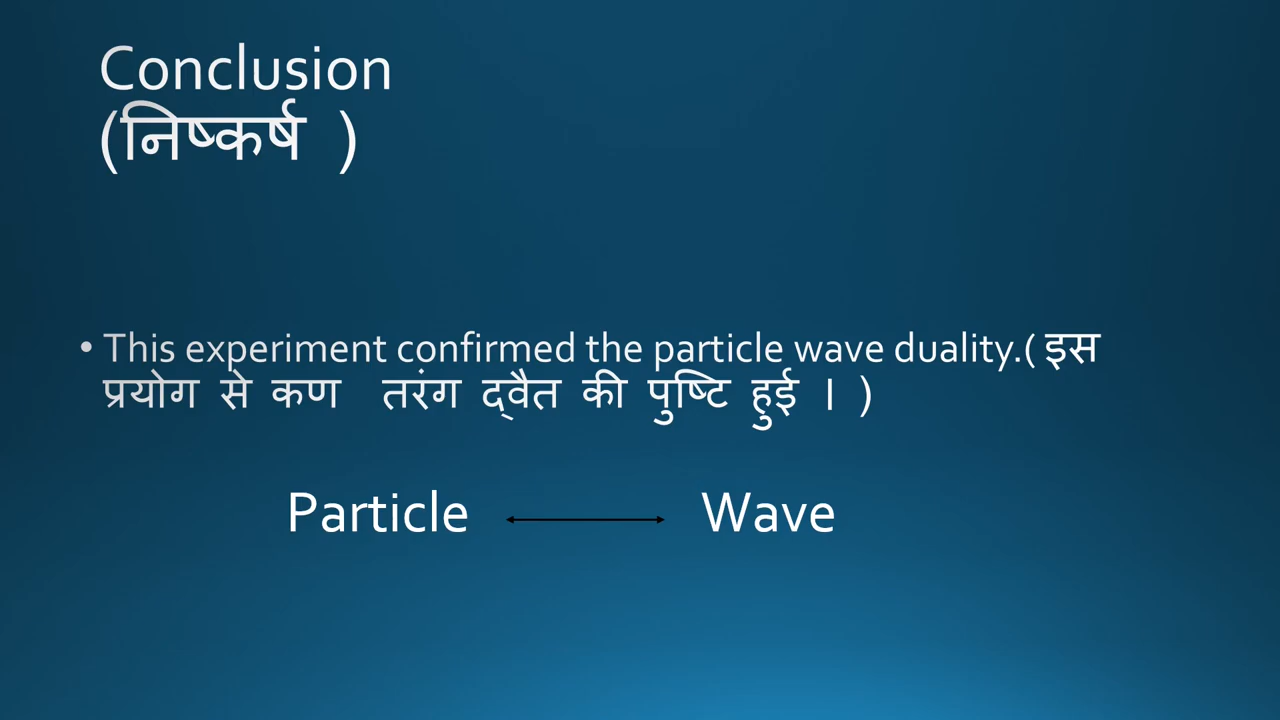 Conclusion
(निष्कर्ष )
• This experiment confirmed the particle wave duality.( इस
प्रयोग से कण तरंग द्वैत की पुष्टि हुई । )
Particle Wave